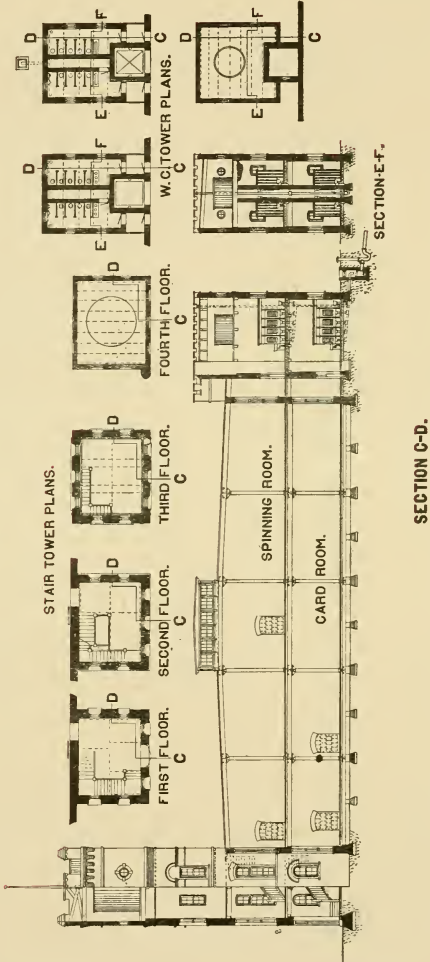 STAIR TOWER PLANS.
D
D
D
D
D
E
F
D
E
F
FIRST FLOOR.
SECOND FLOOR.
THIRD FLOOR.
FOURTH FLOOR.
W.C. TOWER PLANS.
C
C
C
C
C
C
D
E
F
C
SPINNING ROOM.
CARD ROOM.
SECTION-E-F.
SECTION C-D.